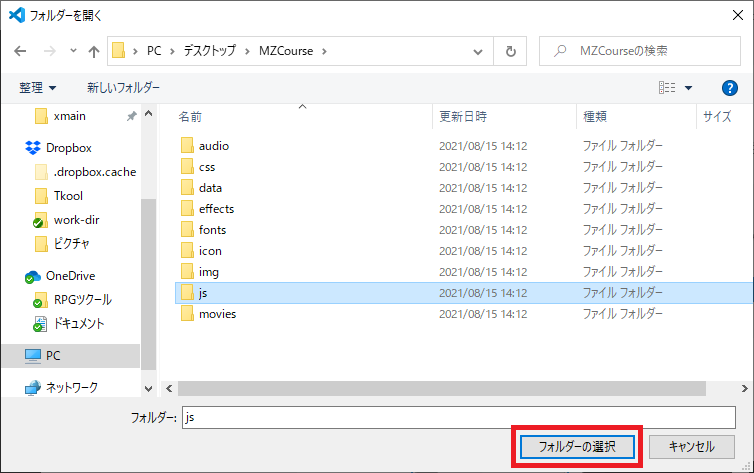 フォルダーを開く
PC デスクトップ MZCourse MZCourseの検索
整理 新しいフォルダー
xmain
Dropbox
.dropbox.cache
Tkool
work-dir
ピクチャ
OneDrive
RPGツクール
ドキュメント
PC
ネットワーク
名前 更新日時 種類 サイズ
audio 2021/08/15 14:12 ファイル フォルダー
css 2021/08/15 14:12 ファイル フォルダー
data 2021/08/15 14:12 ファイル フォルダー
effects 2021/08/15 14:12 ファイル フォルダー
fonts 2021/08/15 14:12 ファイル フォルダー
icon 2021/08/15 14:12 ファイル フォルダー
img 2021/08/15 14:12 ファイル フォルダー
js 2021/08/15 14:12 ファイル フォルダー
movies 2021/08/15 14:12 ファイル フォルダー
フォルダー: js
フォルダーの選択 キャンセル